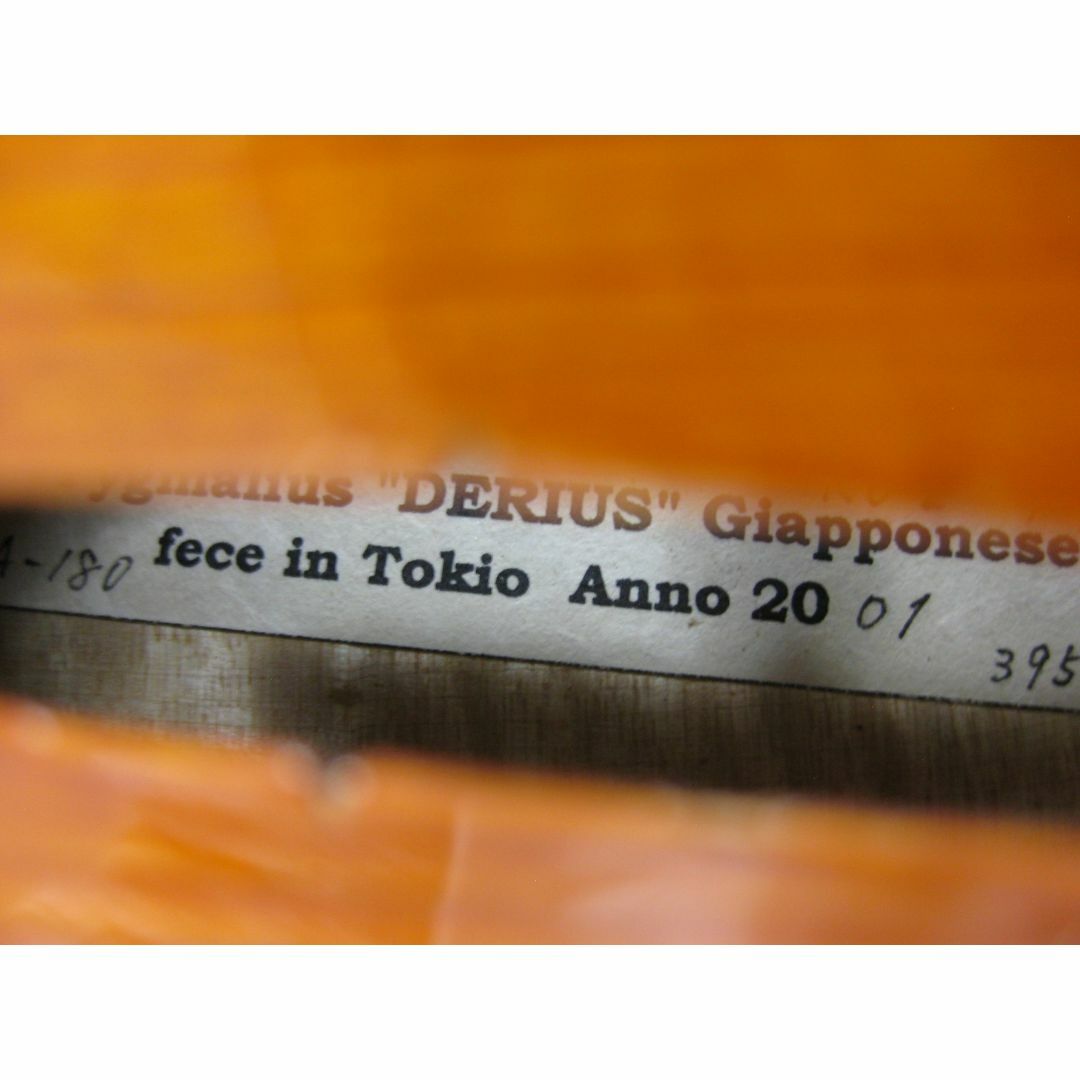 "DERIUS" Giapponese
A-180 fece in Tokio Anno 20 01
395